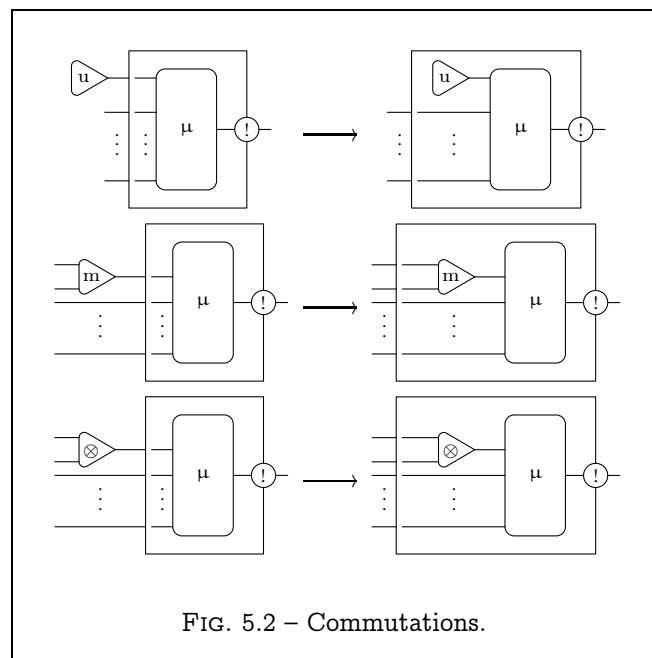 u μ ! u μ !
m μ ! m μ !
⊗ μ ! ⊗ μ !
FIG. 5.2 – Commutations.